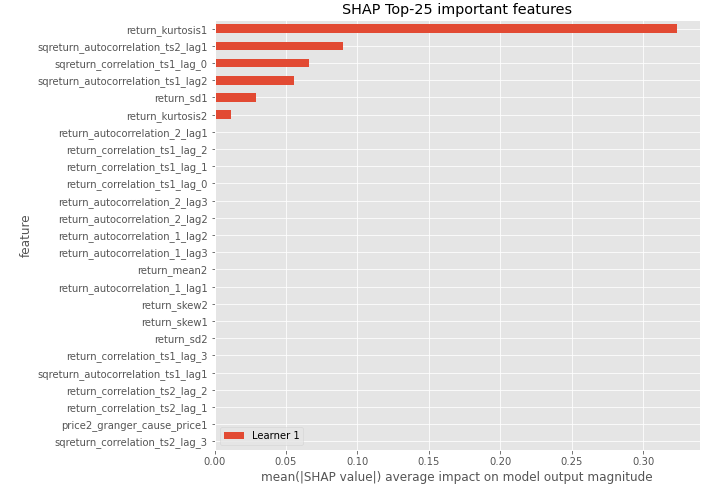 SHAP Top-25 important features
return_kurtosis1
sqreturn_autocorrelation_ts2_lag1
sqreturn_correlation_ts1_lag_0
sqreturn_autocorrelation_ts1_lag2
return_sd1
return_kurtosis2
return_autocorrelation_2_lag1
return_correlation_ts1_lag_2
return_correlation_ts1_lag_1
return_correlation_ts1_lag_0
return_autocorrelation_2_lag3
return_autocorrelation_2_lag2
return_autocorrelation_1_lag2
return_autocorrelation_1_lag3
return_mean2
return_autocorrelation_1_lag1
return_skew2
return_skew1
return_sd2
return_correlation_ts1_lag_3
sqreturn_autocorrelation_ts1_lag1
return_correlation_ts2_lag_2
return_correlation_ts2_lag_1
price2_granger_cause_price1
sqreturn_correlation_ts2_lag_3
feature
Learner 1
0.00 0.05 0.10 0.15 0.20 0.25 0.30
mean(|SHAP value|) average impact on model output magnitude